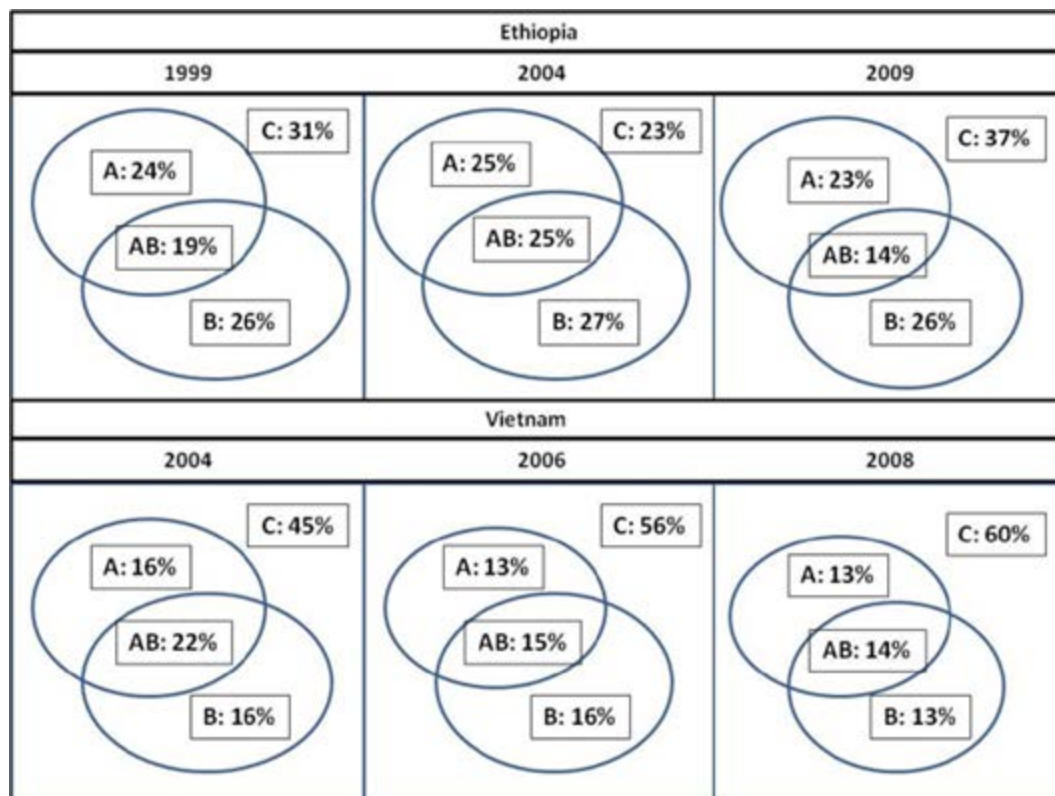 Ethiopia
1999 2004 2009
C: 31% C: 23% C: 37%
A: 24% A: 25% A: 23%
AB: 19% AB: 25% AB: 14%
B: 26% B: 27% B: 26%
Vietnam
2004 2006 2008
C: 45% C: 56% C: 60%
A: 16% A: 13% A: 13%
AB: 22% AB: 15% AB: 14%
B: 16% B: 16% B: 13%